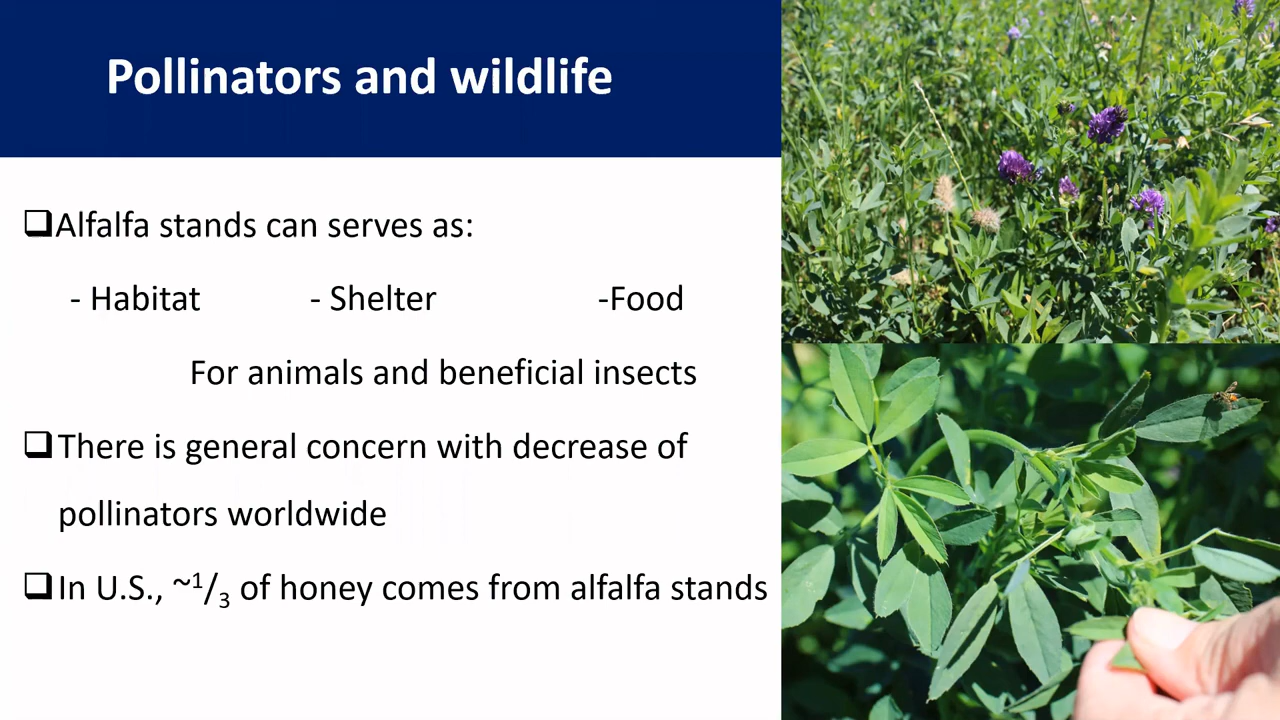 Pollinators and wildlife
❑Alfalfa stands can serves as:
- Habitat - Shelter -Food
For animals and beneficial insects
❑There is general concern with decrease of
pollinators worldwide
❑In U.S., ~1/3 of honey comes from alfalfa stands